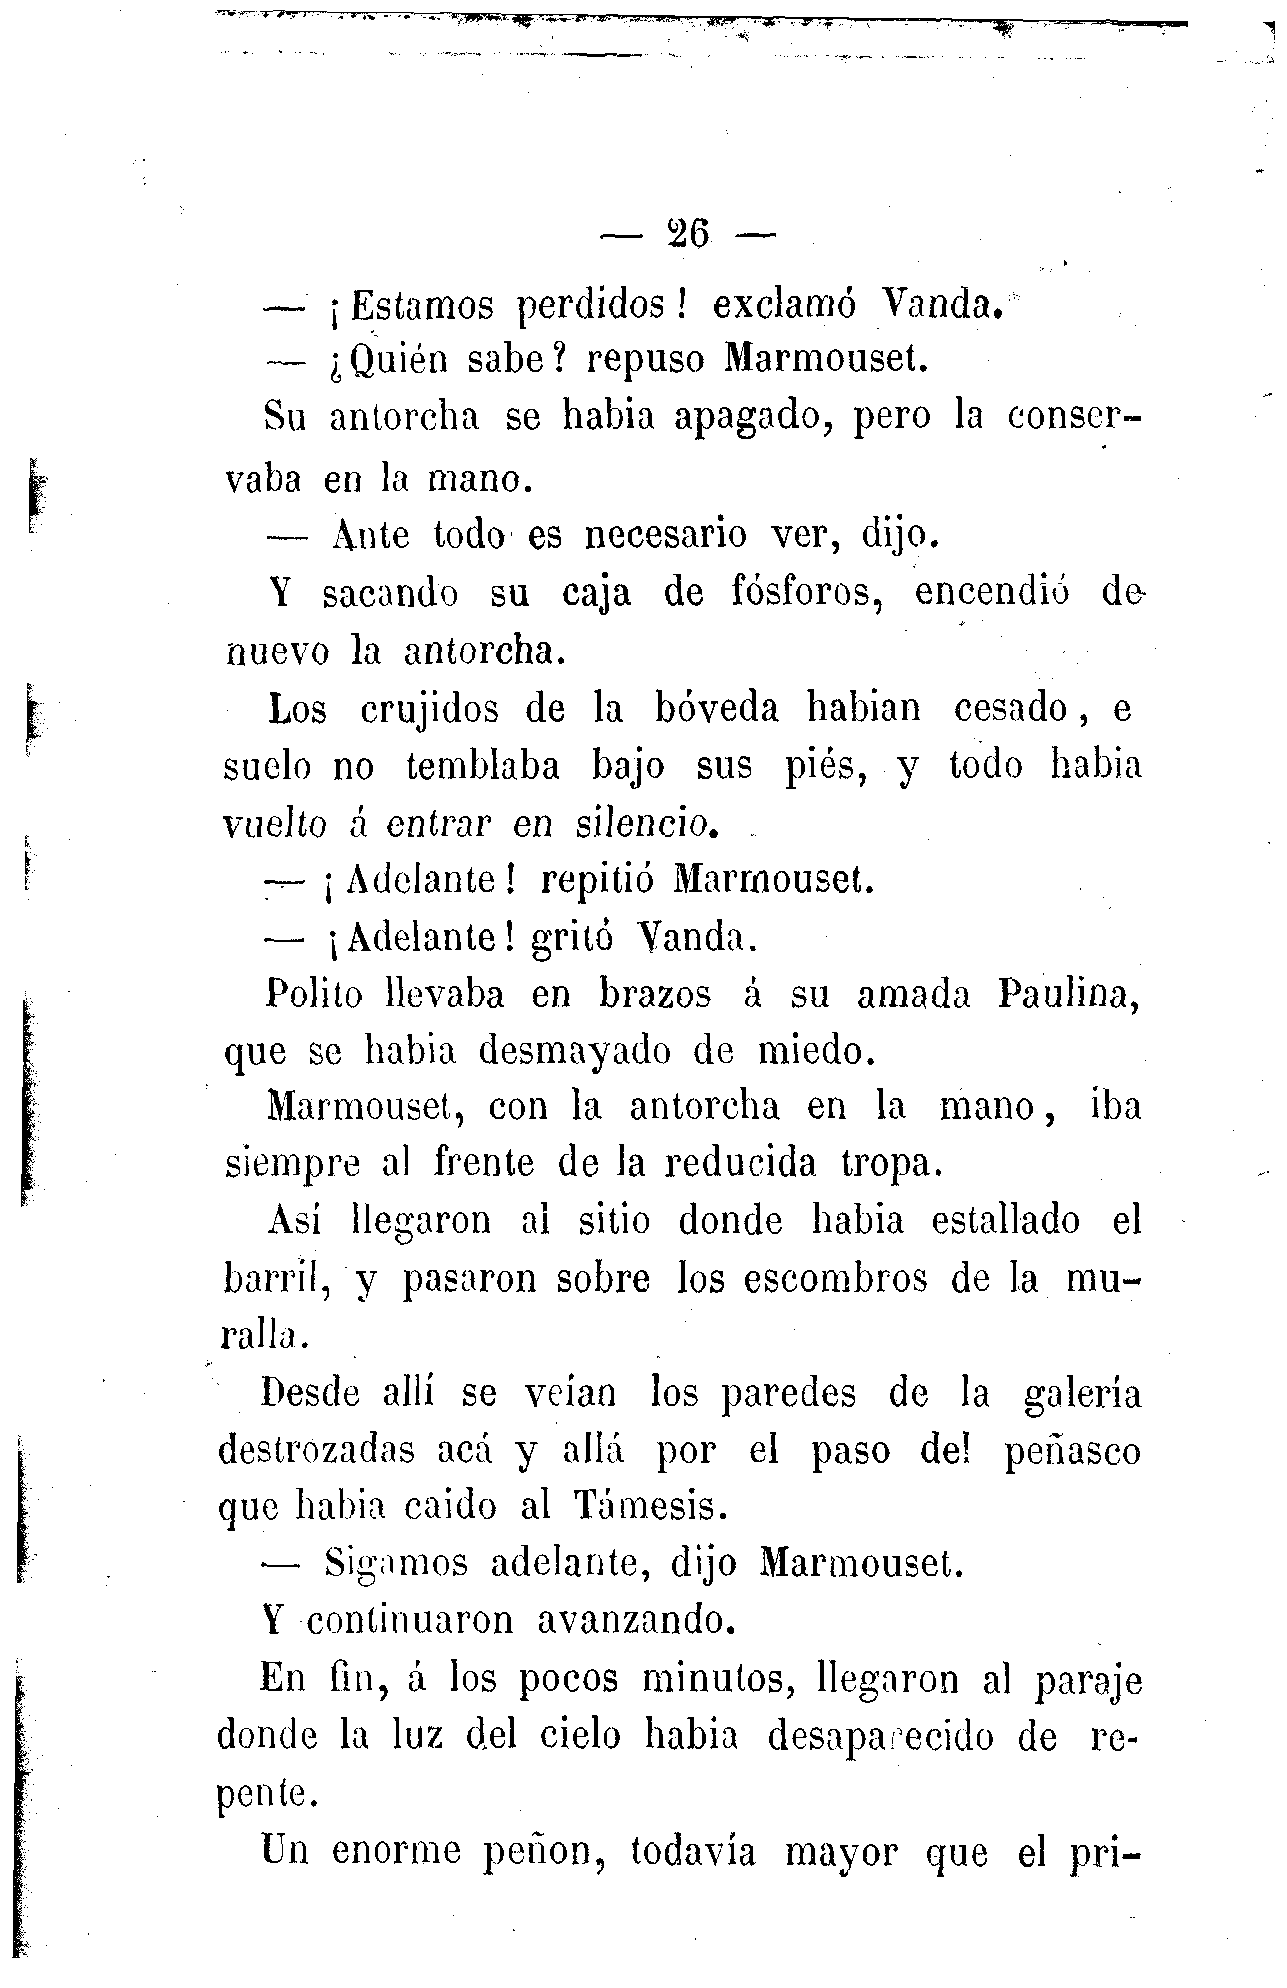 — 26 —
— ¡Estamos perdidos! exclamó Vanda.
— ¿Quién sabe? repuso Marmouset.
Su antorcha se habia apagado, pero la conser-
vaba en la mano.
— Ante todo es necesario ver, dijo.
Y sacando su caja de fósforos, encendió de
nuevo la antorcha.
Los crujidos de la bóveda habian cesado, e
suelo no temblaba bajo sus piés, y todo habia
vuelto á entrar en silencio.
— ¡Adelante! repitió Marmouset.
— ¡Adelante! gritó Vanda.
Polito llevaba en brazos á su amada Paulina,
que se habia desmayado de miedo.
Marmouset, con la antorcha en la mano, iba
siempre al frente de la reducida tropa.
Así llegaron al sitio donde habia estallado el
barril, y pasaron sobre los escombros de la mu-
ralla.
Desde allí se veían los paredes de la galería
destrozadas acá y allá por el paso del peñasco
que habia caido al Támesis.
— Sigamos adelante, dijo Marmouset.
Y continuaron avanzando.
En fin, á los pocos minutos, llegaron al paraje
donde la luz del cielo habia desaparecido de re-
pente.
Un enorme peñon, todavía mayor que el pri-